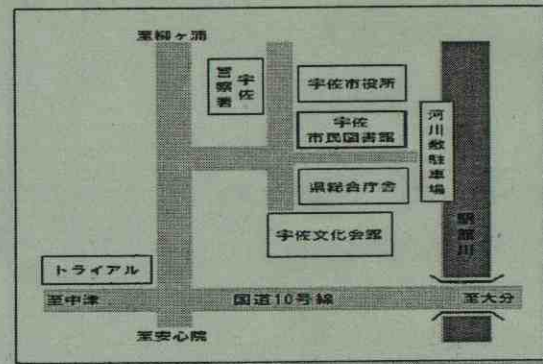 至柳ヶ浦
宇佐
警察署
宇佐市役所
宇佐
市民図書館
河川敷駐車場
県総合庁舎
駅館川
宇佐文化会館
トライアル
至中津
国道10号線
至大分
至安心院